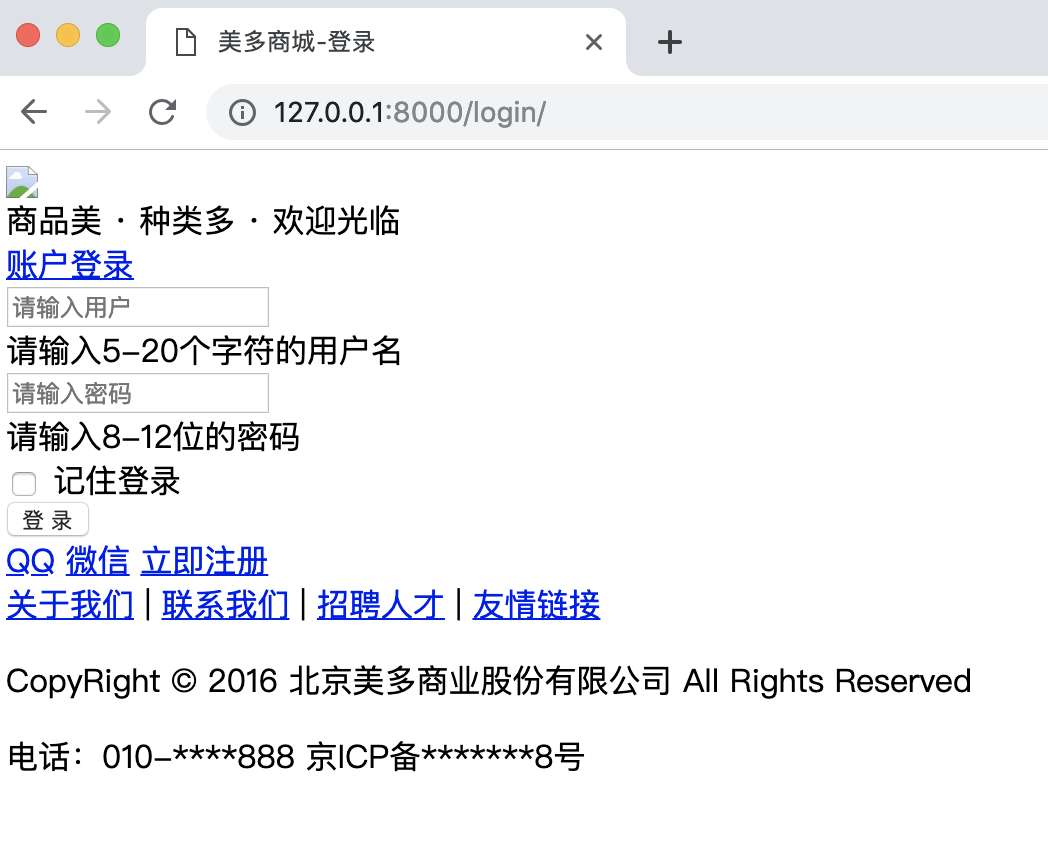 美多商城-登录
127.0.0.1:8000/login/
商品美 · 种类多 · 欢迎光临
账户登录
请输入用户
请输入5-20个字符的用户名
请输入密码
请输入8-12位的密码
记住登录
登 录
QQ 微信 立即注册
关于我们 | 联系我们 | 招聘人才 | 友情链接
CopyRight © 2016 北京美多商业股份有限公司 All Rights Reserved
电话：010-****888 京ICP备*******8号